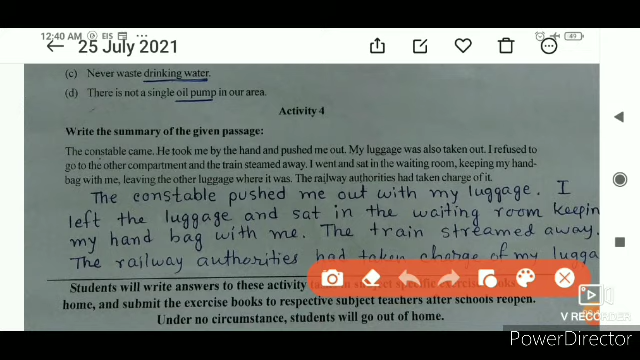 12:40 AM EIS
49
25 July 2021
(c) Never waste drinking water.
(d) There is not a single oil pump in our area.
Activity 4
Write the summary of the given passage:
The constable came. He took me by the hand and pushed me out. My luggage was also taken out. I refused to
go to the other compartment and the train steamed away. I went and sat in the waiting room, keeping my hand-
bag with me, leaving the other luggage where it was. The railway authorities had taken charge of it.
The constable pushed me out with my luggage. I
left the luggage and sat in the waiting room keepin
my hand bag with me. The train streamed away.
The railway authorities had taken charge of my lugga
Students will write answers to these activity
home, and submit the exercise books to respective subject teachers after schools reopen.
Under no circumstance, students will go out of home.
V RECORDER
PowerDirector